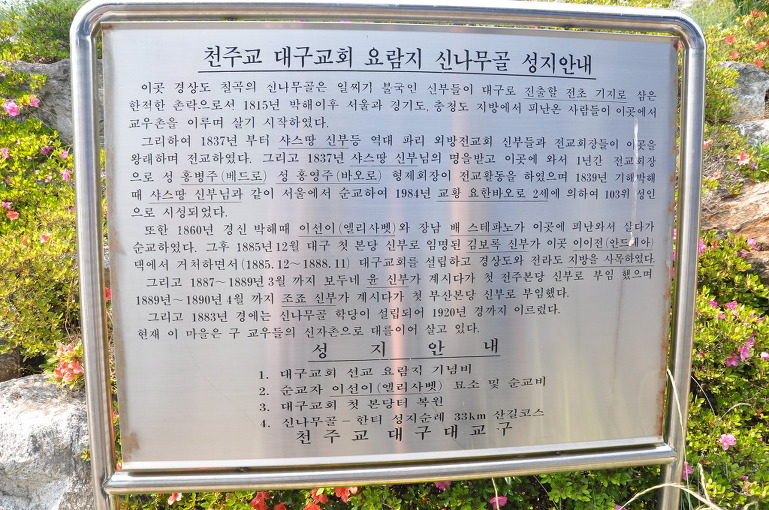 천주교 대구교회 요람지 신나무골 성지안내
이곳 경상도 칠곡의 신나무골은 일찌기 불국인 신부들이 대구로 진출할 전초 기지로 삼은
한적한 촌락으로서 1815년 박해이후 서울과 경기도, 충청도 지방에서 피난온 사람들이 이곳에서
교우촌을 이루며 살기 시작하였다.
그리하여 1837년 부터 샤스땅 신부등 역대 파리 외방전교회 신부들과 전교회장들이 이곳을
왕래하며 전교하였다. 그리고 1837년 샤스땅 신부님의 명을받고 이곳에 와서 1년간 전교회장
으로 성 홍병주(베드로) 성 홍영주(바오로) 형제회장이 전교활동을 하였으며 1839년 기해박해
때 샤스땅 신부님과 같이 서울에서 순교하여 1984년 교황 요한바오로 2세에 의하여 103위 성인
으로 시성되었다.
또한 1860년 경신 박해때 이선이(엘리사벳)와 장남 배 스테파노가 이곳에 피난와서 살다가
순교하였다. 그후 1885년 12월 대구 첫 본당 신부로 임명된 김보록 신부가 이곳 이이전(안드레아)
댁에서 거처하면서(1885.12~1888.11) 대구교회를 설립하고 경상도와 전라도 지방을 사목하였다.
그리고 1887~1889년 3월 까지 보두네 윤 신부가 계시다가 첫 전주본당 신부로 부임 했으며
1889년~1890년 4월 까지 조죠 신부가 계시다가 첫 부산본당 신부로 부임했다.
그리고 1883년 경에는 신나무골 학당이 설립되어 1920년 경까지 이르렀다.
현재 이 마을은 구 교우들의 신자촌으로 대를이어 살고 있다.
성 지 안 내
1. 대구교회 선교 요람지 기념비
2. 순교자 이선이(엘리사벳) 묘소 및 순교비
3. 대구교회 첫 본당터 복원
4. 신나무골 - 한티 성지순례 33km 산길코스
천주교대구대교구